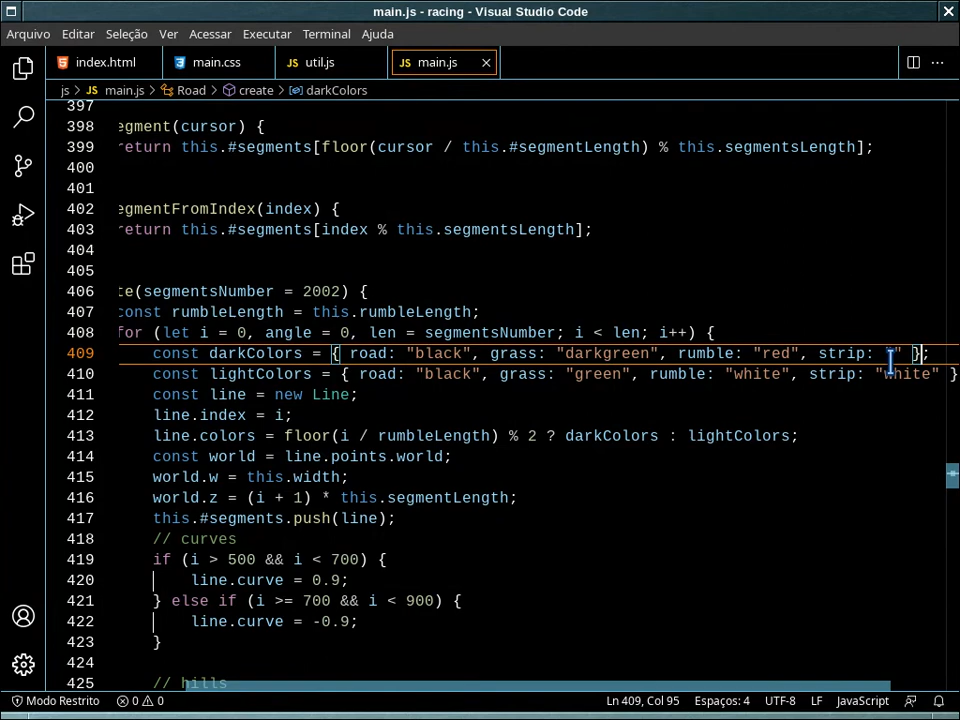 main.js - racing - Visual Studio Code
Arquivo Editar Seleção Ver Acessar Executar Terminal Ajuda
index.html main.css JS util.js JS main.js
js > JS main.js > Road > create > darkColors
397
398 egment(cursor) {
399 return this.#segments[floor(cursor / this.#segmentLength) % this.segmentsLength];
400
401
402 egmentFromIndex(index) {
403 return this.#segments[index % this.segmentsLength];
404
405
406 te(segmentsNumber = 2002) {
407 const rumbleLength = this.rumbleLength;
408 for (let i = 0, angle = 0, len = segmentsNumber; i < len; i++) {
409 const darkColors = { road: "black", grass: "darkgreen", rumble: "red", strip: "" };
410 const lightColors = { road: "black", grass: "green", rumble: "white", strip: "white" }
411 const line = new Line;
412 line.index = i;
413 line.colors = floor(i / rumbleLength) % 2 ? darkColors : lightColors;
414 const world = line.points.world;
415 world.w = this.width;
416 world.z = (i + 1) * this.segmentLength;
417 this.#segments.push(line);
418 // curves
419 if (i > 500 && i < 700) {
420 line.curve = 0.9;
421 } else if (i >= 700 && i < 900) {
422 line.curve = -0.9;
423 }
424
425 // hills
Modo Restrito 0 0 Ln 409, Col 95 Espaços: 4 UTF-8 LF JavaScript